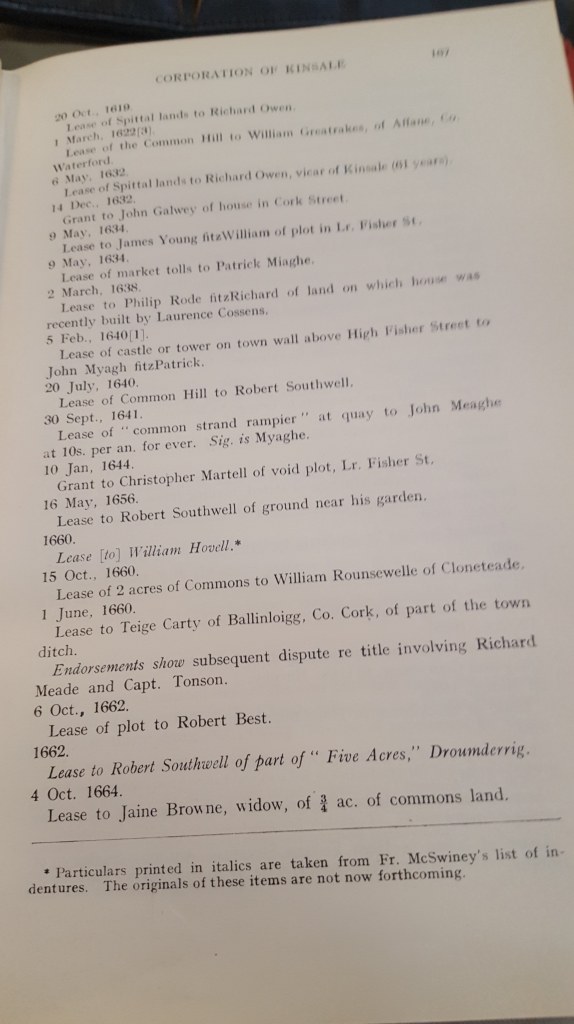 CORPORATION OF KINSALE 167
20 Oct., 1619.
Lease of Spittal lands to Richard Owen.
1 March, 1622[3].
Lease of the Common Hill to William Greatrakes, of Affane, Co.
Waterford.
6 May, 1632.
Lease of Spittal lands to Richard Owen, vicar of Kinsale (61 years).
14 Dec., 1632.
Grant to John Galwey of house in Cork Street.
9 May, 1634.
Lease to James Young fitzWilliam of plot in Lr. Fisher St.
9 May, 1634.
Lease of market tolls to Patrick Miaghe.
2 March, 1638.
Lease to Philip Rode fitzRichard of land on which house was
recently built by Laurence Cossens.
5 Feb., 1640[1].
Lease of castle or tower on town wall above High Fisher Street to
John Myagh fitzPatrick.
20 July, 1640.
Lease of Common Hill to Robert Southwell.
30 Sept., 1641.
Lease of “ common strand rampier ” at quay to John Meaghe
at 10s. per an. for ever. Sig. is Myaghe.
10 Jan, 1644.
Grant to Christopher Martell of void plot, Lr. Fisher St.
16 May, 1656.
Lease to Robert Southwell of ground near his garden.
1660.
Lease [to] William Hovell.*
15 Oct., 1660.
Lease of 2 acres of Commons to William Rounsewelle of Cloneteade.
1 June, 1660.
Lease to Teige Carty of Ballinloigg, Co. Cork, of part of the town
ditch.
Endorsements show subsequent dispute re title involving Richard
Meade and Capt. Tonson.
6 Oct., 1662.
Lease of plot to Robert Best.
1662.
Lease to Robert Southwell of part of “ Five Acres,” Droumderrig.
4 Oct. 1664.
Lease to Jaine Browne, widow, of ¾ ac. of commons land.
* Particulars printed in italics are taken from Fr. McSwiney's list of in-
dentures. The originals of these items are not now forthcoming.